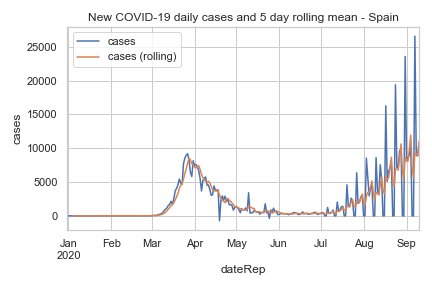 New COVID-19 daily cases and 5 day rolling mean - Spain
cases
cases (rolling)
25000
20000
15000
10000
5000
0
cases
Jan Feb Mar Apr May Jun Jul Aug Sep
2020
dateRep